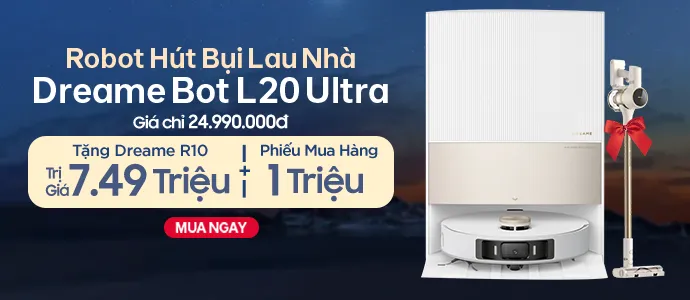 Robot Hút Bụi Lau Nhà
Dreame Bot L20 Ultra
Giá chỉ 24.990.000đ
Tặng Dreame R10
Trị Giá 7.49 Triệu
+
Phiếu Mua Hàng
1 Triệu
MUA NGAY
DREAME